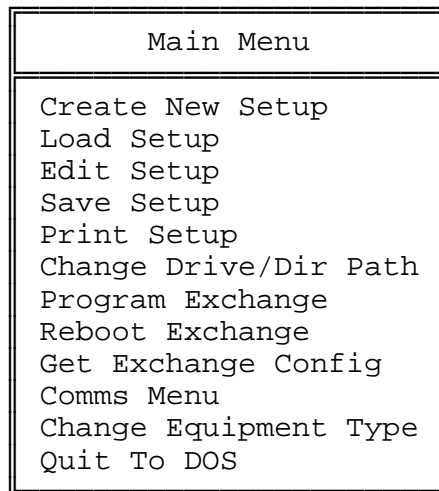 Main Menu
Create New Setup
Load Setup
Edit Setup
Save Setup
Print Setup
Change Drive/Dir Path
Program Exchange
Reboot Exchange
Get Exchange Config
Comms Menu
Change Equipment Type
Quit To DOS